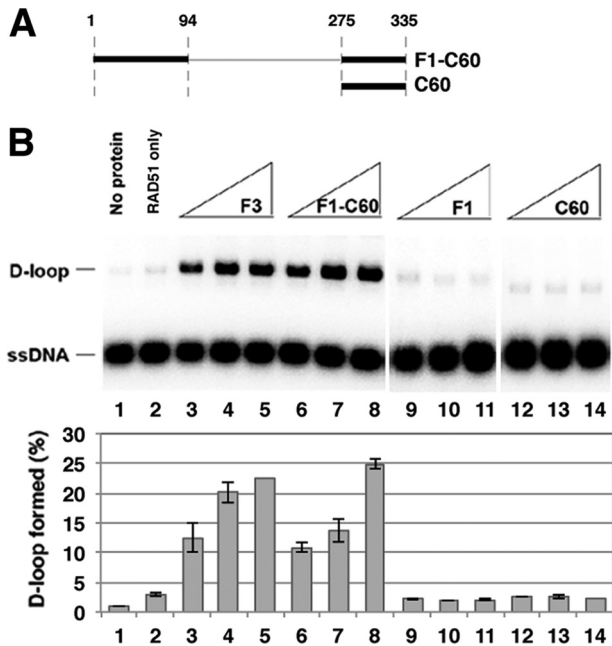 A
1 94 275 335
F1-C60
C60
B
No protein
RAD51 only
F3
F1-C60
F1
C60
D-loop
ssDNA
1 2 3 4 5 6 7 8 9 10 11 12 13 14
D-loop formed (%)
30
25
20
15
10
5
0
1 2 3 4 5 6 7 8 9 10 11 12 13 14